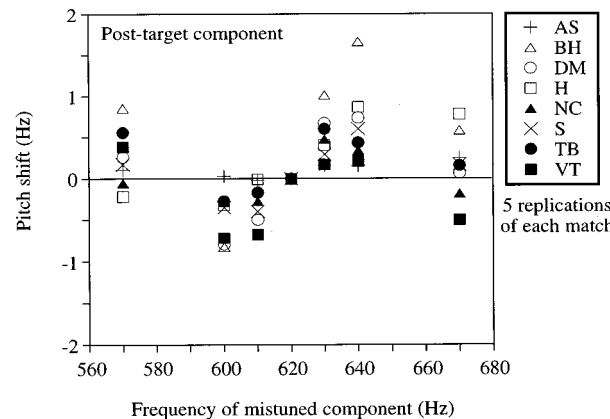 Post-target component
Pitch shift (Hz)
2
1
0
-1
-2
560 580 600 620 640 660 680
Frequency of mistuned component (Hz)
AS
BH
DM
H
NC
S
TB
VT
5 replications
of each match